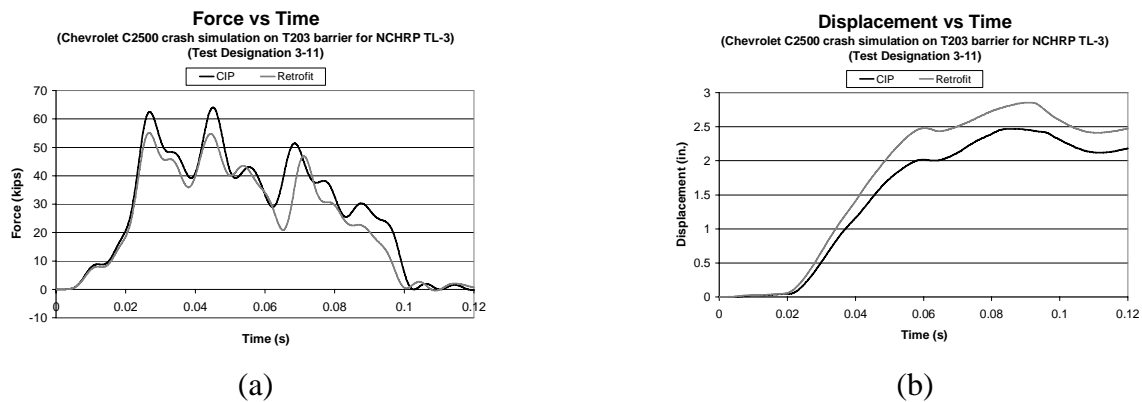 Force vs Time
(Chevrolet C2500 crash simulation on T203 barrier for NCHRP TL-3)
(Test Designation 3-11)
CIP Retrofit
70
60
50
40
30
20
10
0
-10
0 0.02 0.04 0.06 0.08 0.1 0.12
Force (kips)
Time (s)
(a)
Displacement vs Time
(Chevrolet C2500 crash simulation on T203 barrier for NCHRP TL-3)
(Test Designation 3-11)
CIP Retrofit
3
2.5
2
1.5
1
0.5
0
0 0.02 0.04 0.06 0.08 0.1 0.12
Displacement (in.)
Time (s)
(b)